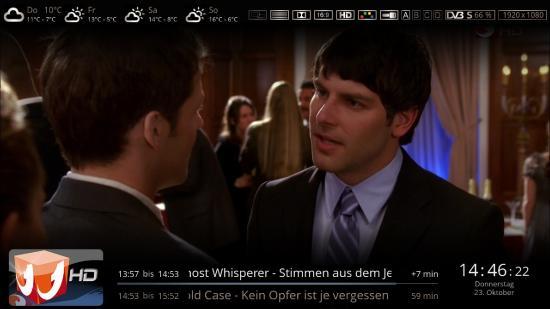 Do 10°C
11°C - 7°C
Fr
13°C - 5°C
Sa
14°C - 8°C
So
16°C - 6°C
16:9 HD A B C D DVB S 66 % 1920 x 1080
HD
HD
13:57 bis 14:53 host Whisperer - Stimmen aus dem Je +7 min
14:53 bis 15:52 old Case - Kein Opfer ist je vergessen 59 min
14:46:22
Donnerstag
23. Oktober